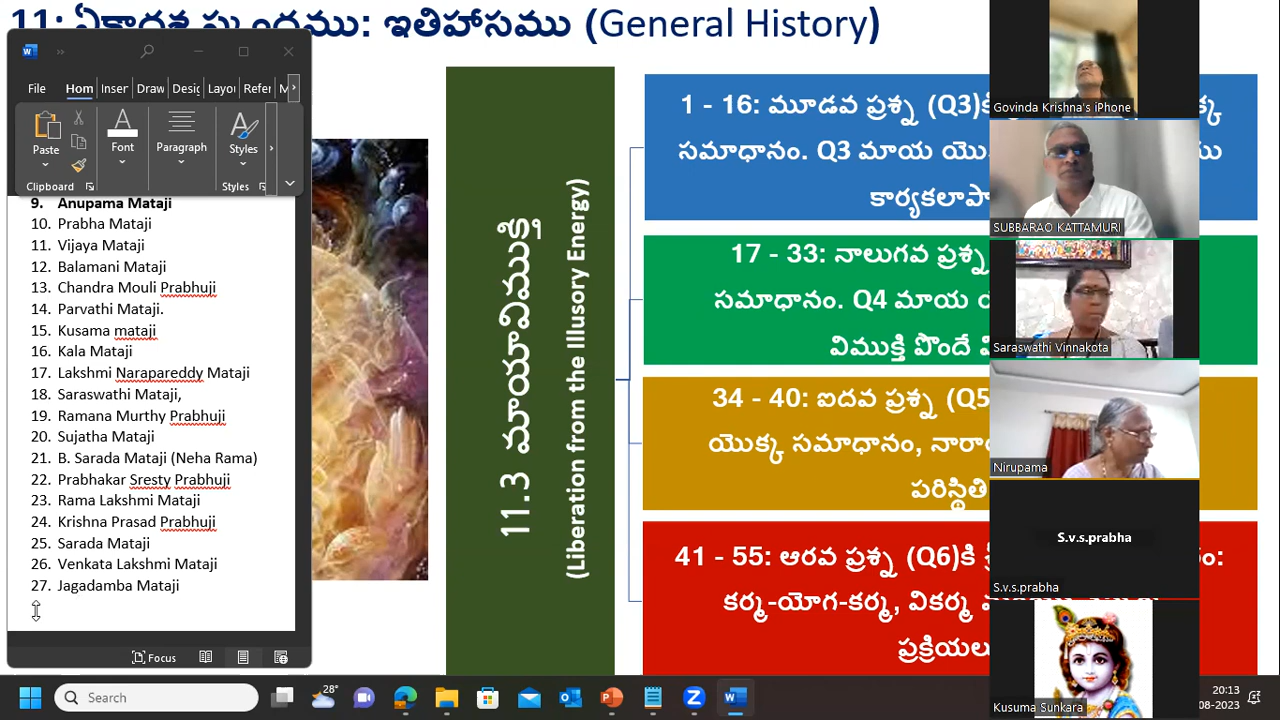 11: ఏకాదశ స్కంధము: ఇతిహాసము (General History)
File Hom Inser Draw Desig Layou Refer M
Paste
Font
Paragraph
Styles
Clipboard
Styles
9. Anupama Mataji
10. Prabha Mataji
11. Vijaya Mataji
12. Balamani Mataji
13. Chandra Mouli Prabhuji
14. Parvathi Mataji.
15. Kusama mataji
16. Kala Mataji
17. Lakshmi Narapareddy Mataji
18. Saraswathi Mataji,
19. Ramana Murthy Prabhuji
20. Sujatha Mataji
21. B. Sarada Mataji (Neha Rama)
22. Prabhakar Sresty Prabhuji
23. Rama Lakshmi Mataji
24. Krishna Prasad Prabhuji
25. Sarada Mataji
26. Venkata Lakshmi Mataji
27. Jagadamba Mataji
Focus
11.3 మాయావిముక్తి
(Liberation from the Illusory Energy)
1 - 16: మూడవ ప్రశ్న (Q3)కి
సమాధానం. Q3 మాయ
17 - 33: నాలుగవ ప్రశ్న
సమాధానం. Q4 మాయ
విముక్తి పొందే
34 - 40: ఐదవ ప్రశ్న (Q5
యొక్క సమాధానం,
పరిస్థితి
41 - 55: ఆరవ ప్రశ్న (Q6)కి
కర్మ-యోగ-కర్మ, వికర్మ
Govinda Krishna's iPhone
SUBBARAO KATTAMURI
Saraswathi Vinnakota
Nirupama
S.v.s.prabha
S.v.s.prabha
Kusuma Sunkara
Search
28°
20:13
-08-2023